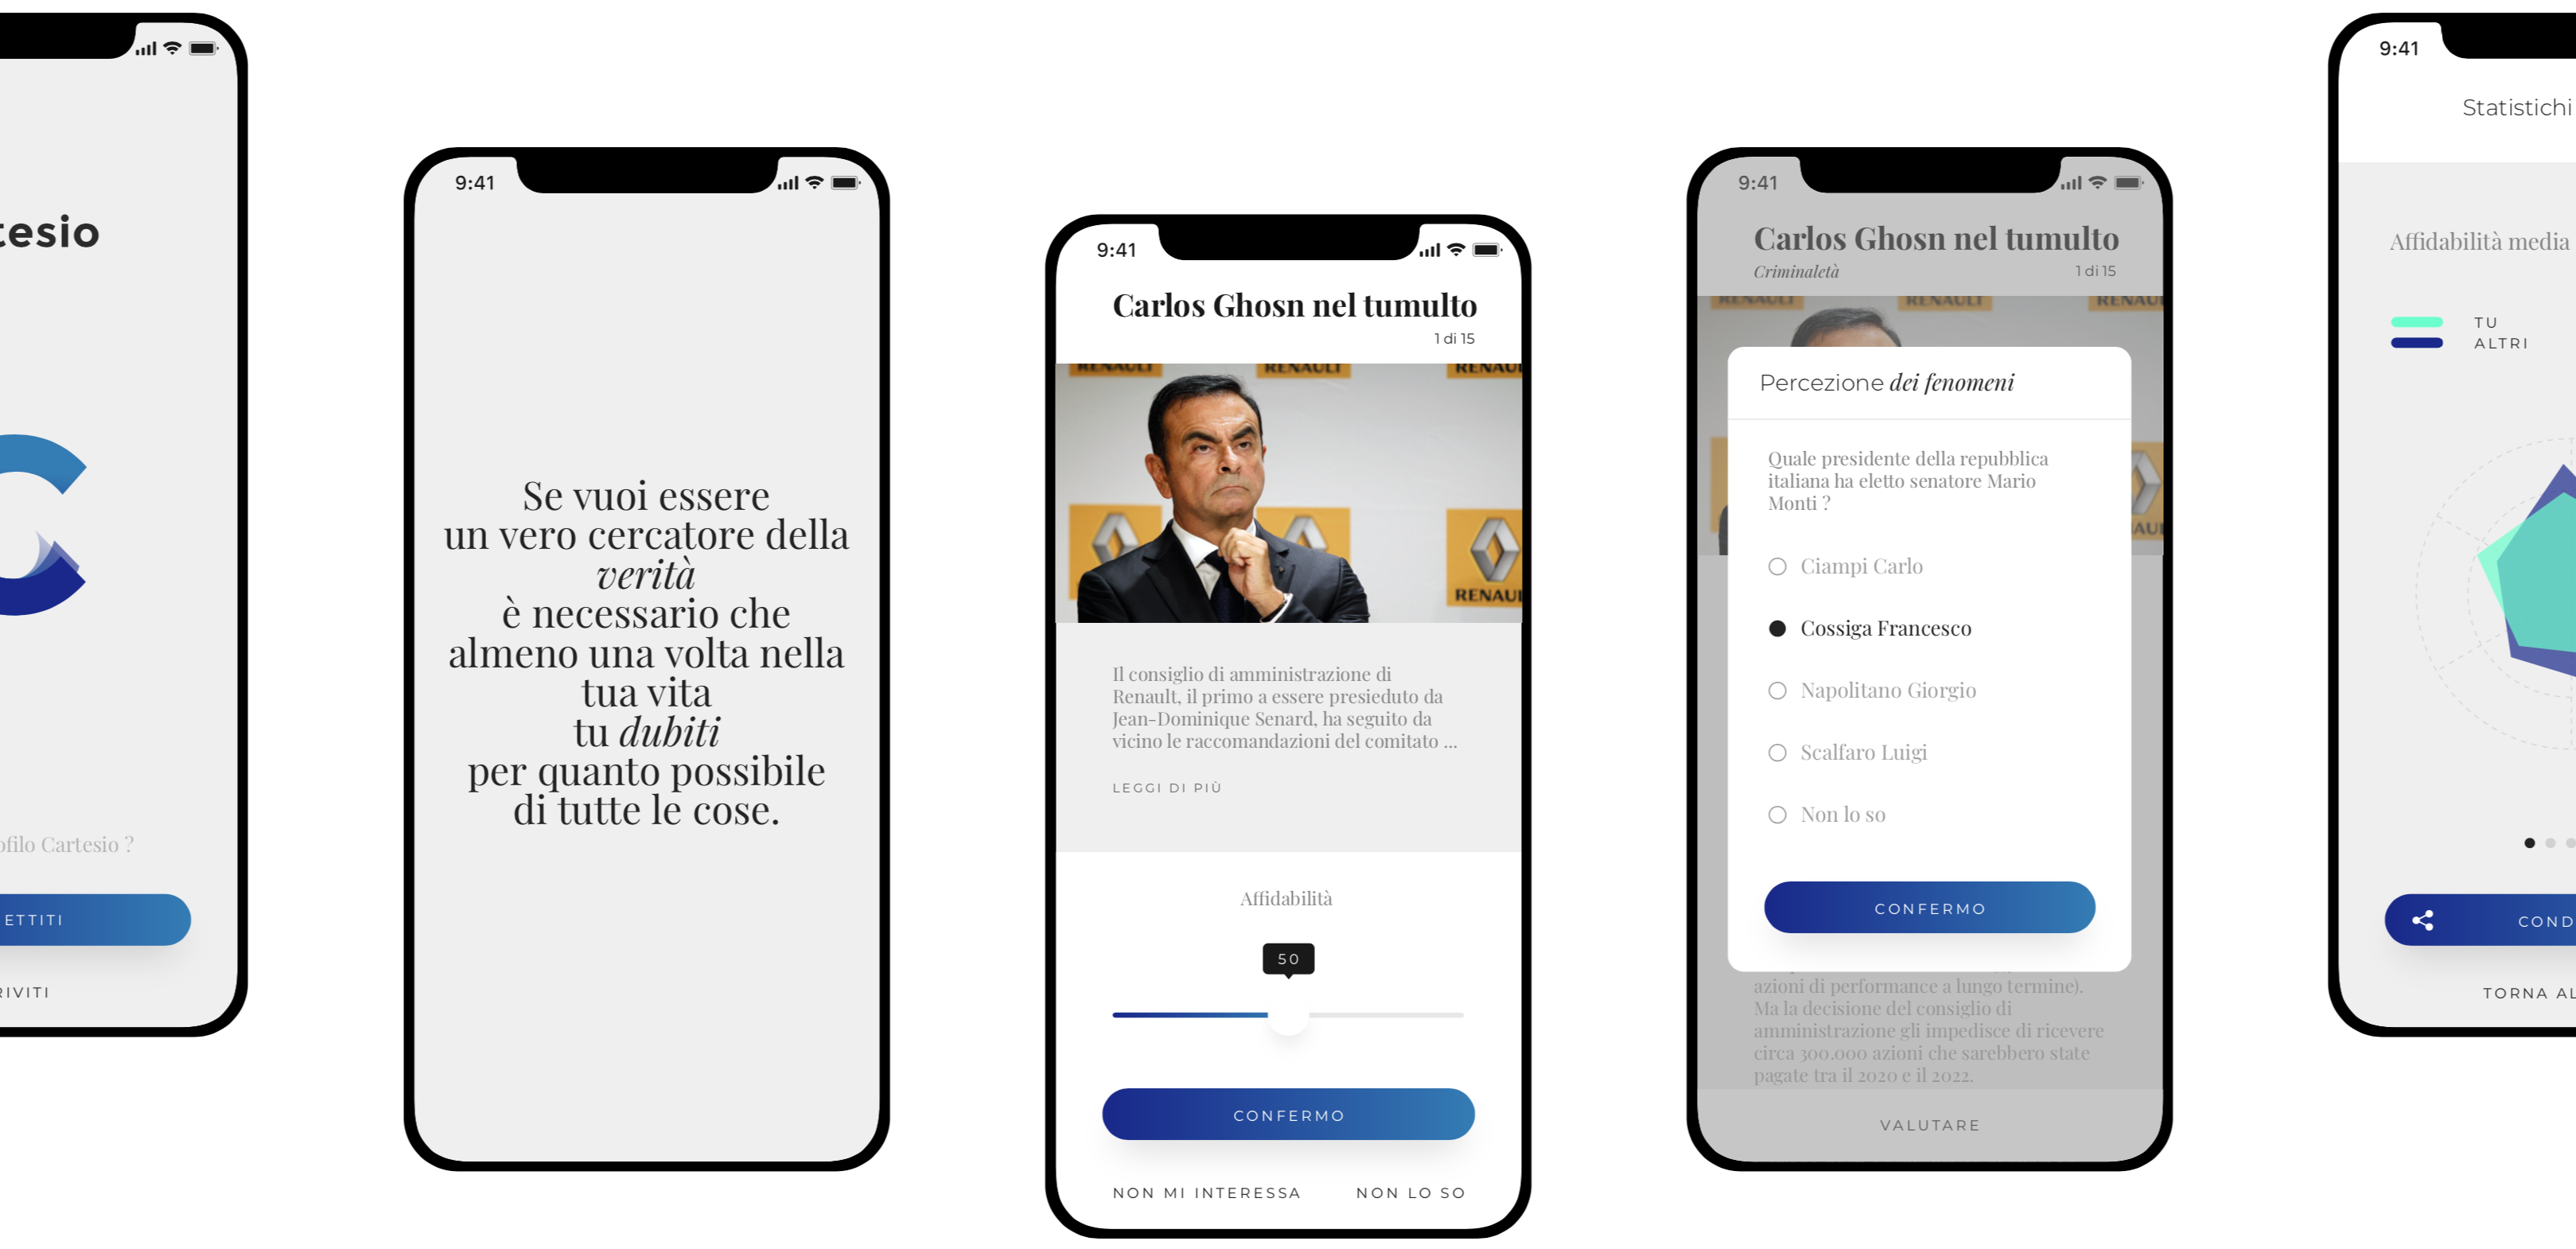 tesio
ofilo Cartesio ?
ETTITI
RIVITI
9:41
Se vuoi essere
un vero cercatore della
verità
è necessario che
almeno una volta nella
tua vita
tu dubiti
per quanto possibile
di tutte le cose.
9:41
Carlos Ghosn nel tumulto
1 di 15
RENAULT
RENAULT
RENAU
RENAUL
Il consiglio di amministrazione di
Renault, il primo a essere presieduto da
Jean-Dominique Senard, ha seguito da
vicino le raccomandazioni del comitato ...
LEGGI DI PIÙ
Affidabilità
50
CONFERMO
NON MI INTERESSA NON LO SO
9:41
Carlos Ghosn nel tumulto
Criminaletà 1 di 15
RENAULT
RENAULT
RENAU
Percezione dei fenomeni
Quale presidente della repubblica
italiana ha eletto senatore Mario
Monti ?
Ciampi Carlo
Cossiga Francesco
Napolitano Giorgio
Scalfaro Luigi
Non lo so
CONFERMO
azioni di performance a lungo termine).
Ma la decisione del consiglio di
amministrazione gli impedisce di ricevere
circa 300.000 azioni che sarebbero state
pagate tra il 2020 e il 2022.
VALUTARE
9:41
Statistichi
Affidabilità media
TU
ALTRI
COND
TORNA AL